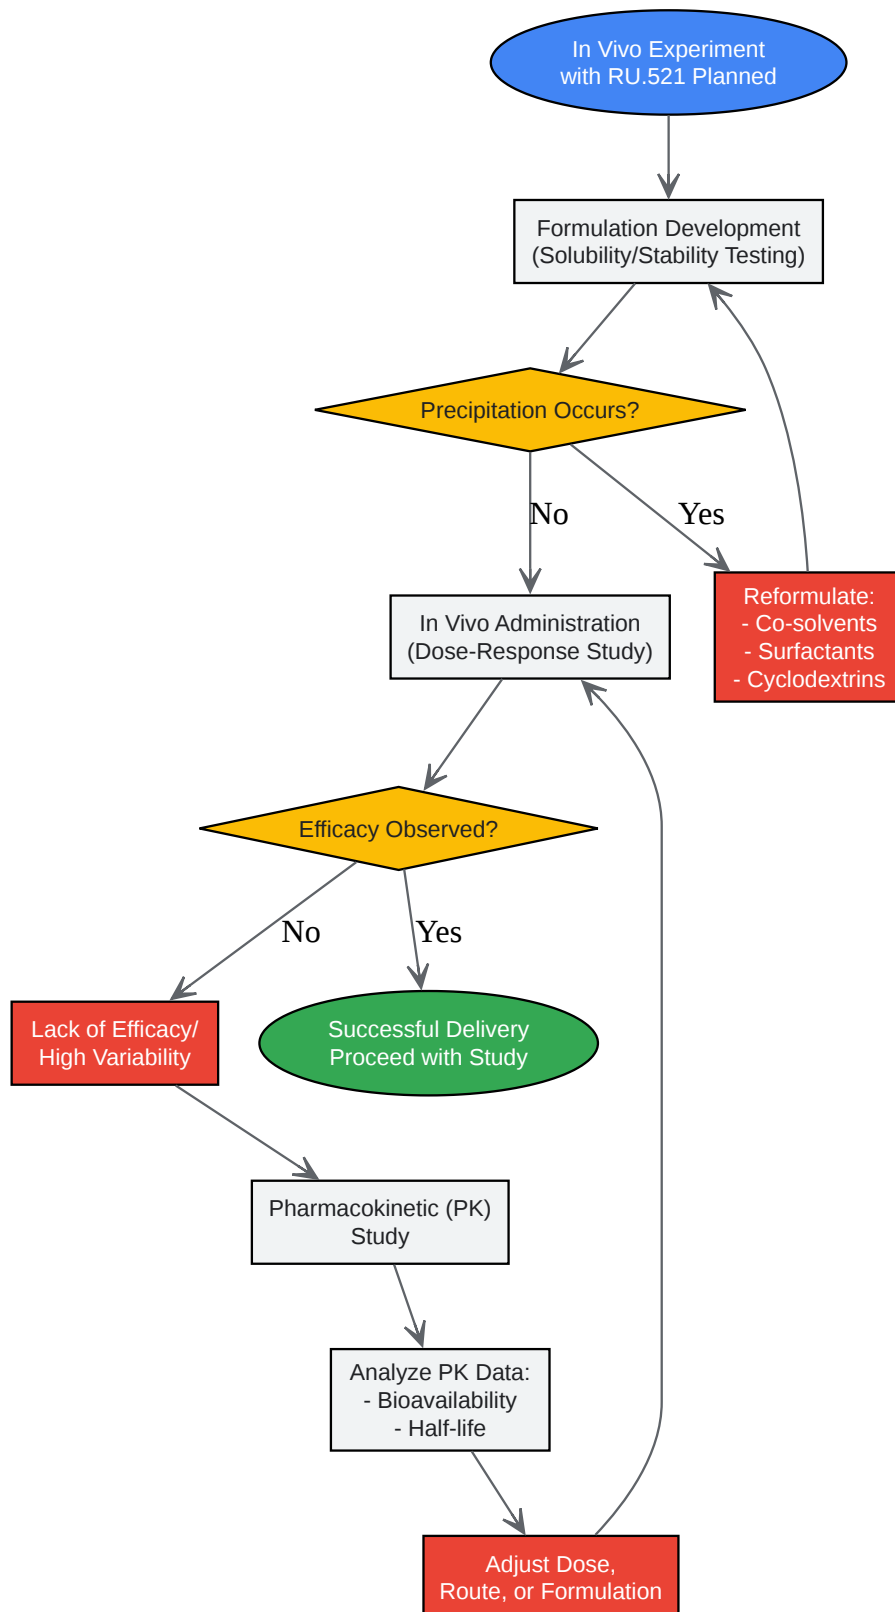 In Vivo Experiment
with RU.521 Planned
Formulation Development
(Solubility/Stability Testing)
Precipitation Occurs?
No
Yes
Reformulate:
- Co-solvents
- Surfactants
- Cyclodextrins
In Vivo Administration
(Dose-Response Study)
Efficacy Observed?
No
Yes
Lack of Efficacy/
High Variability
Successful Delivery
Proceed with Study
Pharmacokinetic (PK)
Study
Analyze PK Data:
- Bioavailability
- Half-life
Adjust Dose,
Route, or Formulation